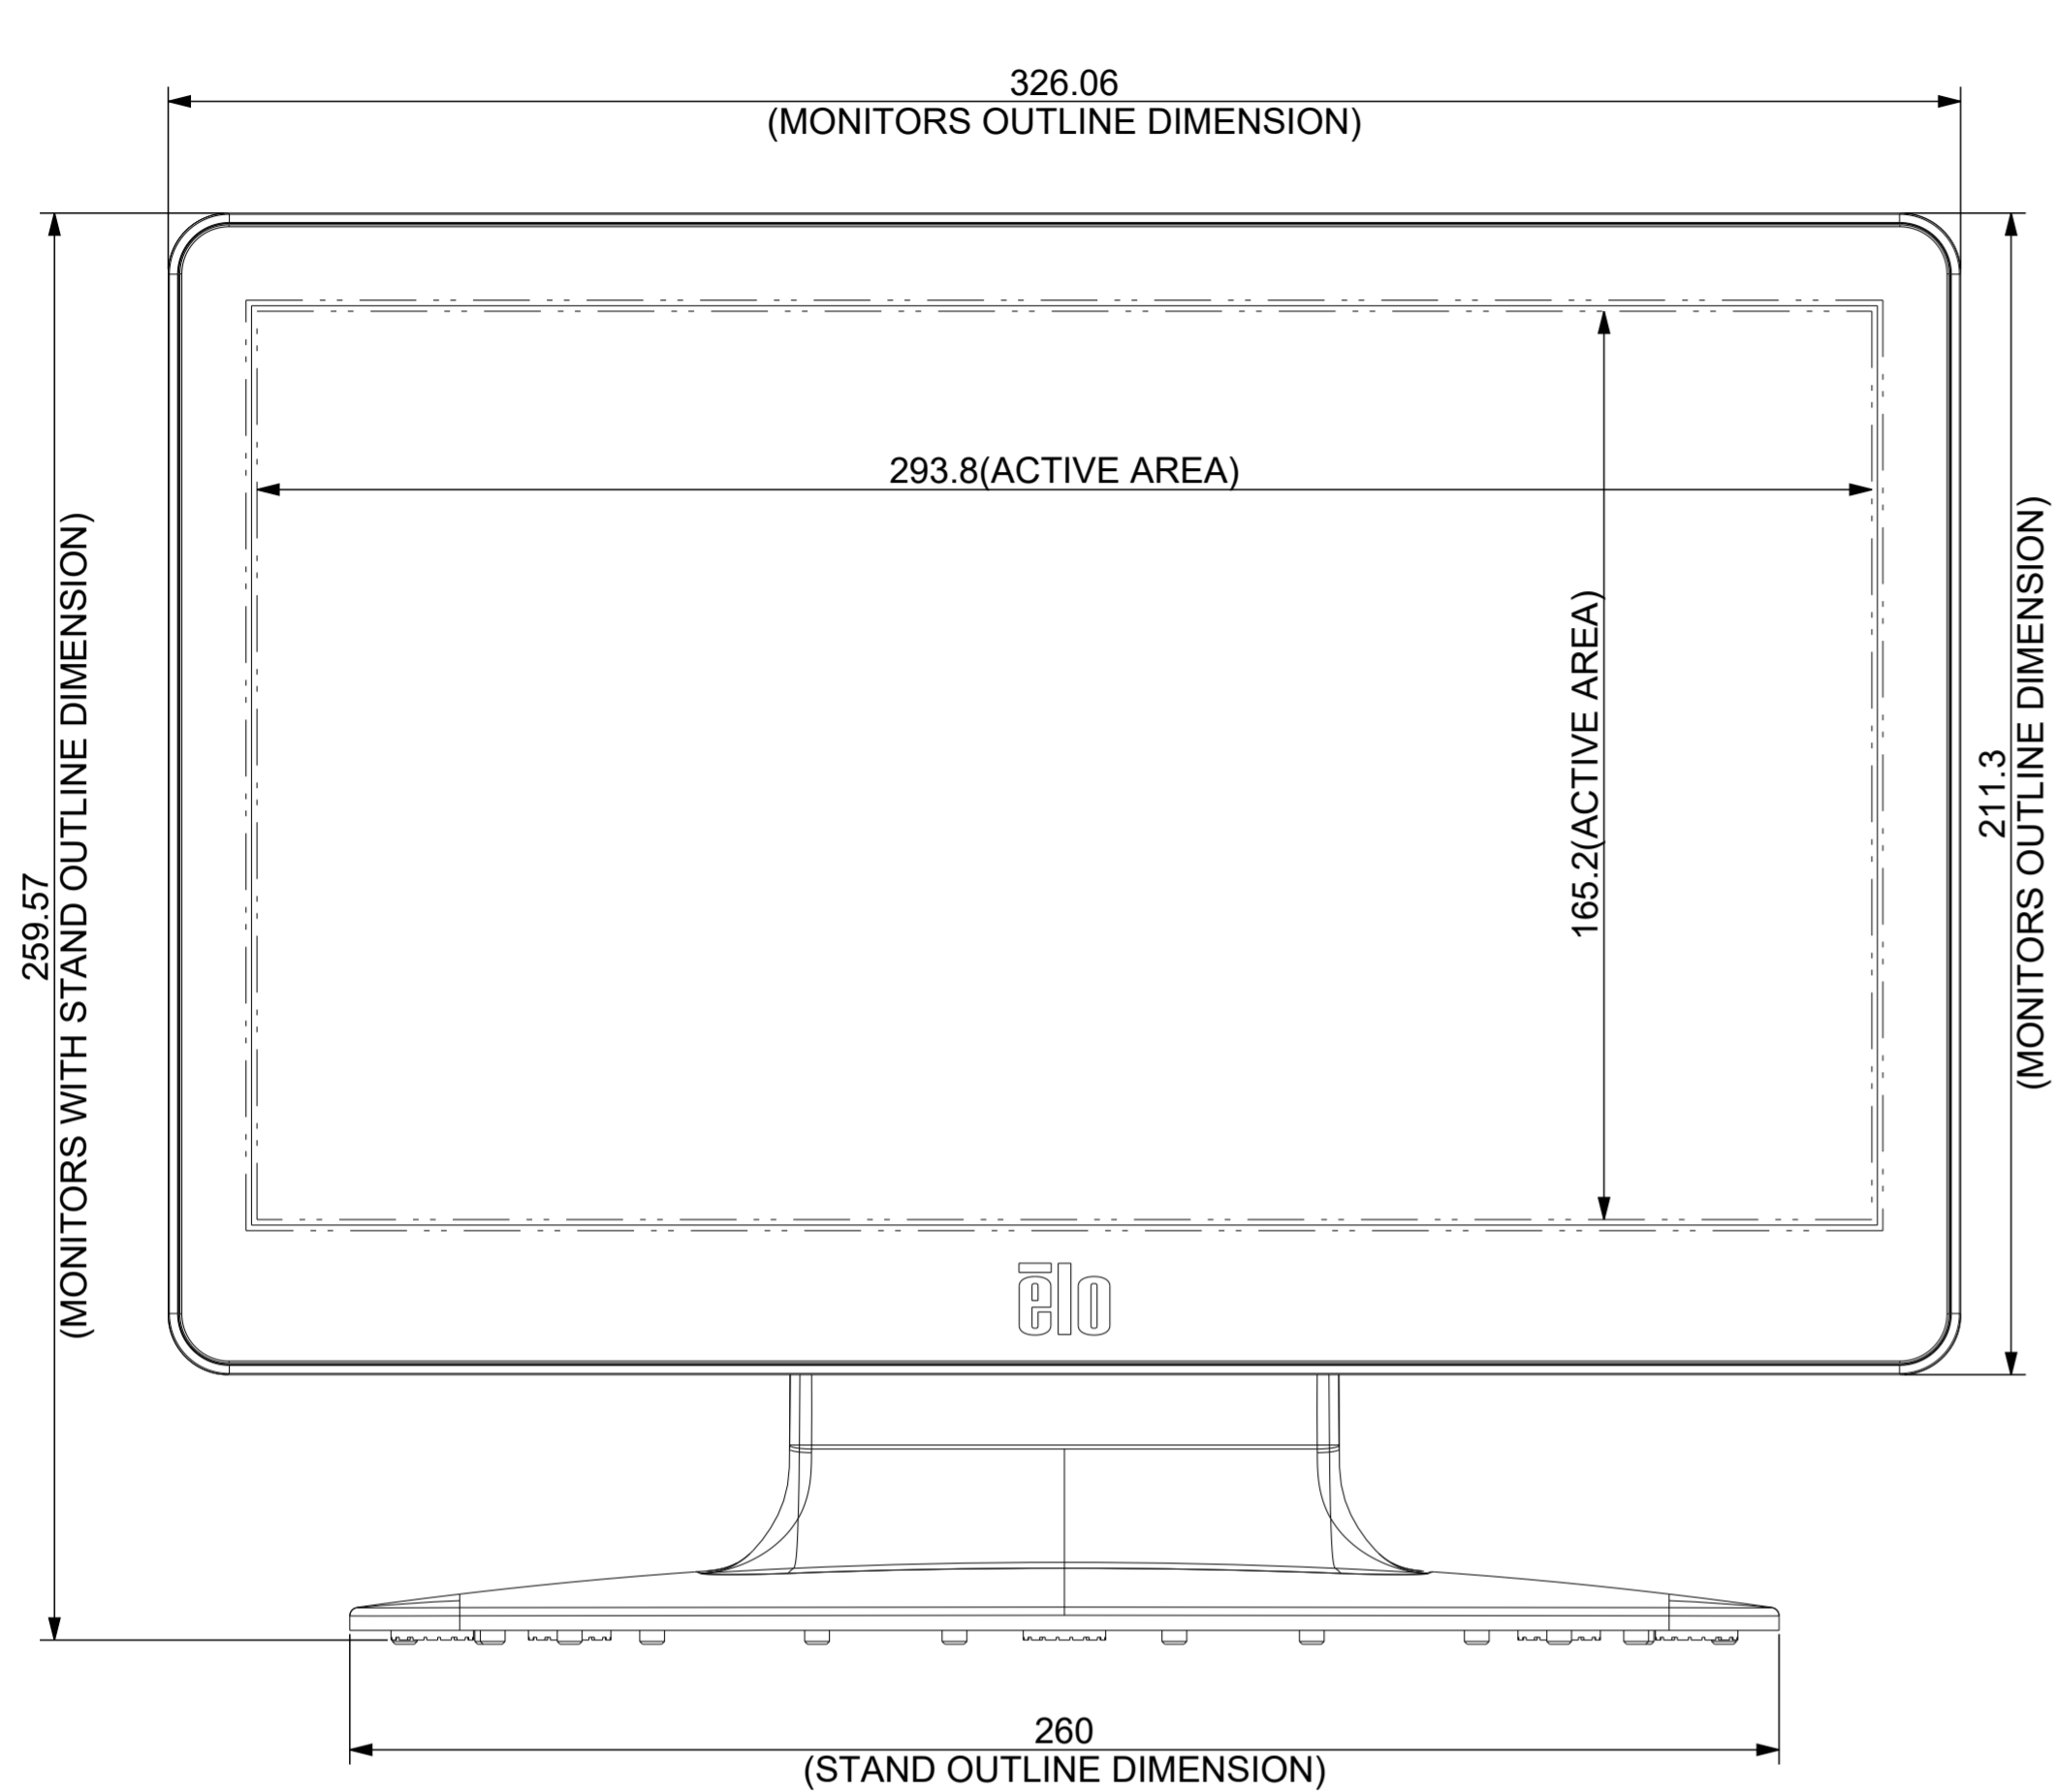 326.06
(MONITORS OUTLINE DIMENSION)
293.8(ACTIVE AREA)
165.2(ACTIVE AREA)
259.57
(MONITORS WITH STAND OUTLINE DIMENSION)
211.3
(MONITORS OUTLINE DIMENSION)
ēlo
260
(STAND OUTLINE DIMENSION)